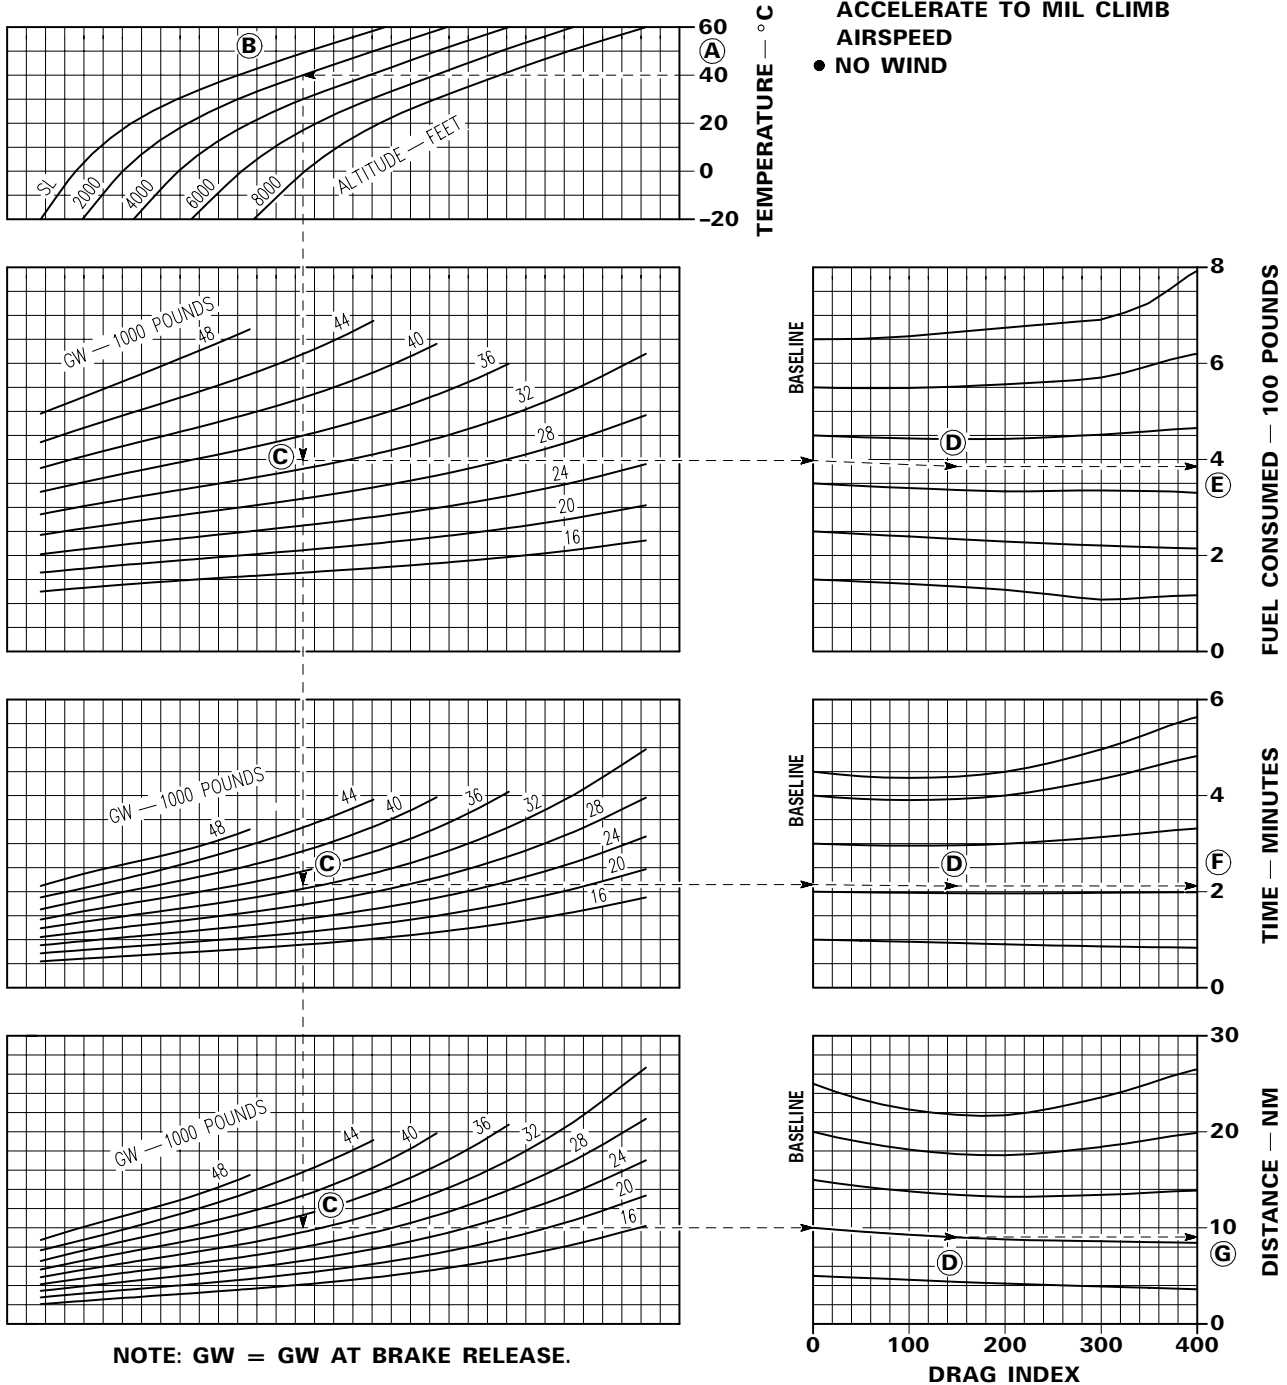 ACCELERATE TO MIL CLIMB
AIRSPEED
● NO WIND
60
40
20
0
–20
TEMPERATURE — °C
A
B
SL
2000
4000
6000
8000
ALTITUDE — FEET
GW — 1000 POUNDS
48
44
40
36
32
28
24
20
16
C
BASELINE
D
8
6
4
2
0
E
FUEL CONSUMED — 100 POUNDS
GW — 1000 POUNDS
48
44
40
36
32
28
24
20
16
C
BASELINE
D
6
4
2
0
F
TIME — MINUTES
GW — 1000 POUNDS
48
44
40
36
32
28
24
20
16
C
BASELINE
D
30
20
10
0
G
DISTANCE — NM
0 100 200 300 400
DRAG INDEX
NOTE: GW = GW AT BRAKE RELEASE.